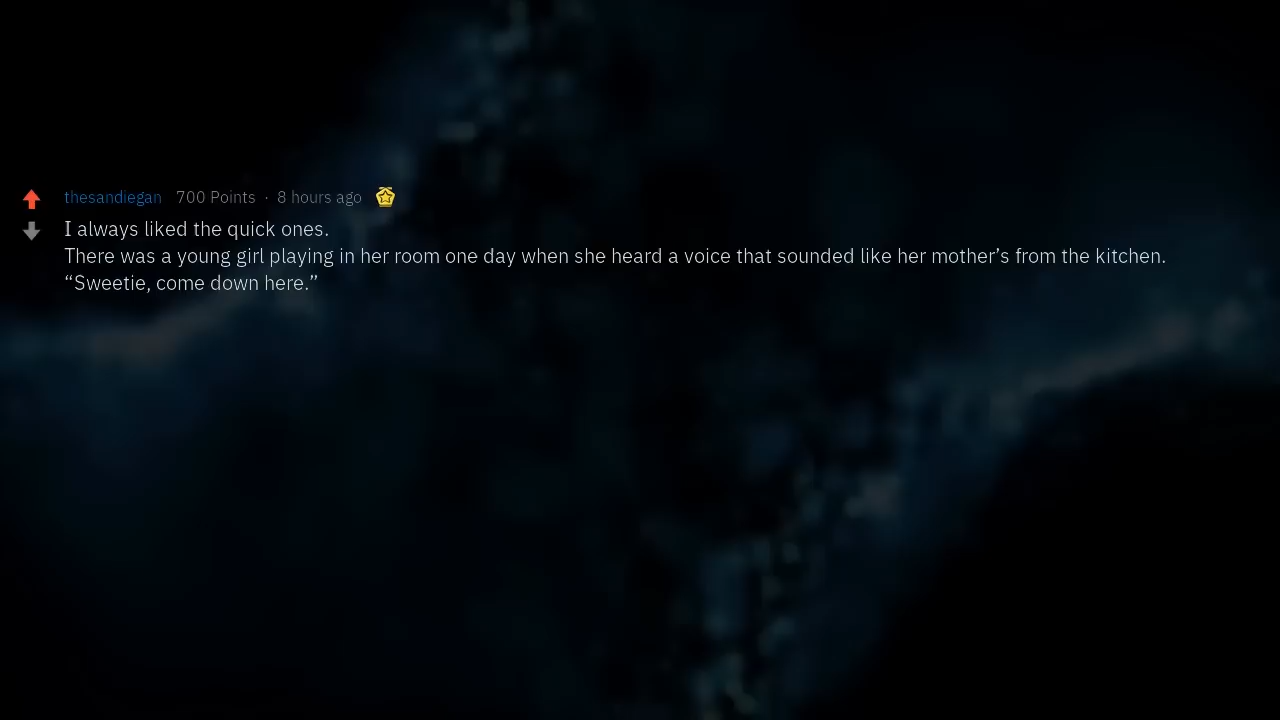 thesandiegan 700 Points · 8 hours ago
I always liked the quick ones.
There was a young girl playing in her room one day when she heard a voice that sounded like her mother’s from the kitchen.
“Sweetie, come down here.”